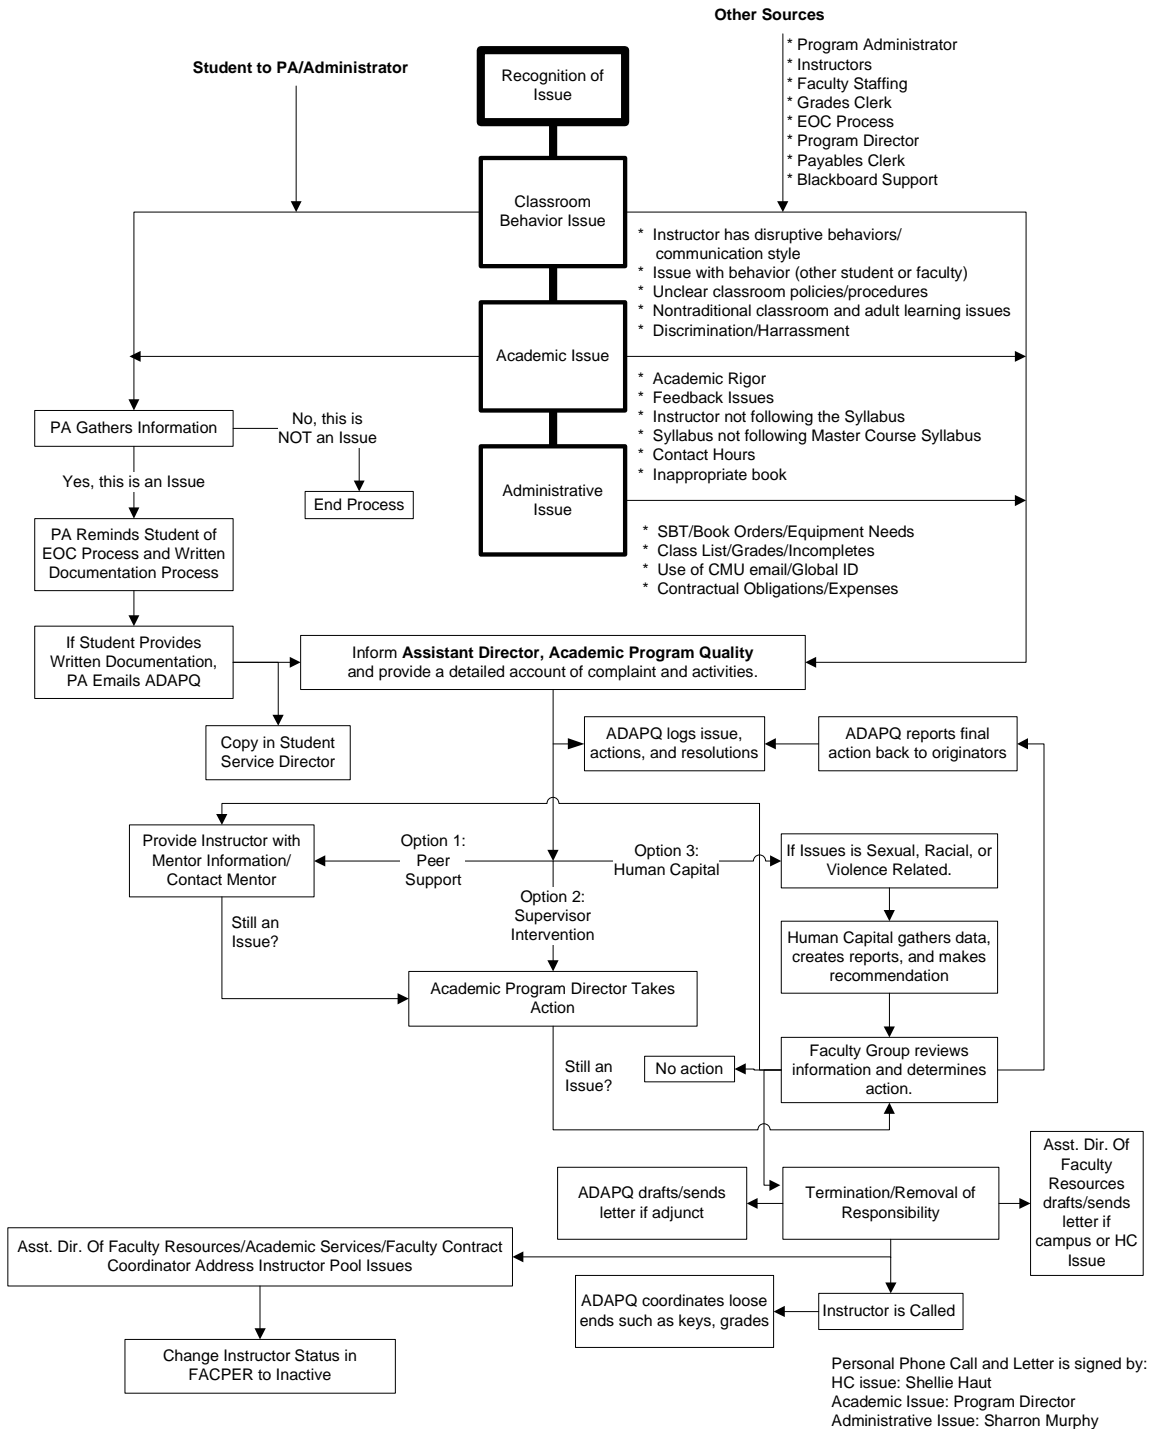 Other Sources
* Program Administrator
* Instructors
* Faculty Staffing
* Grades Clerk
* EOC Process
* Program Director
* Payables Clerk
* Blackboard Support
Student to PA/Administrator
Recognition of
Issue
Classroom
Behavior Issue
* Instructor has disruptive behaviors/
communication style
* Issue with behavior (other student or faculty)
* Unclear classroom policies/procedures
* Nontraditional classroom and adult learning issues
* Discrimination/Harrassment
Academic Issue
* Academic Rigor
* Feedback Issues
* Instructor not following the Syllabus
* Syllabus not following Master Course Syllabus
* Contact Hours
* Inappropriate book
Administrative
Issue
* SBT/Book Orders/Equipment Needs
* Class List/Grades/Incompletes
* Use of CMU email/Global ID
* Contractual Obligations/Expenses
PA Gathers Information
No, this is
NOT an Issue
End Process
Yes, this is an Issue
PA Reminds Student of
EOC Process and Written
Documentation Process
If Student Provides
Written Documentation,
PA Emails ADAPQ
Inform Assistant Director, Academic Program Quality
and provide a detailed account of complaint and activities.
Copy in Student
Service Director
ADAPQ logs issue,
actions, and resolutions
ADAPQ reports final
action back to originators
Provide Instructor with
Mentor Information/
Contact Mentor
Option 1:
Peer
Support
Option 2:
Supervisor
Intervention
Option 3:
Human Capital
If Issues is Sexual, Racial, or
Violence Related.
Still an
Issue?
Human Capital gathers data,
creates reports, and makes
recommendation
Academic Program Director Takes
Action
Still an
Issue?
No action
Faculty Group reviews
information and determines
action.
ADAPQ drafts/sends
letter if adjunct
Termination/Removal of
Responsibility
Asst. Dir. Of
Faculty
Resources
drafts/sends
letter if
campus or HC
Issue
Asst. Dir. Of Faculty Resources/Academic Services/Faculty Contract
Coordinator Address Instructor Pool Issues
ADAPQ coordinates loose
ends such as keys, grades
Instructor is Called
Change Instructor Status in
FACPER to Inactive
Personal Phone Call and Letter is signed by:
HC issue: Shellie Haut
Academic Issue: Program Director
Administrative Issue: Sharron Murphy